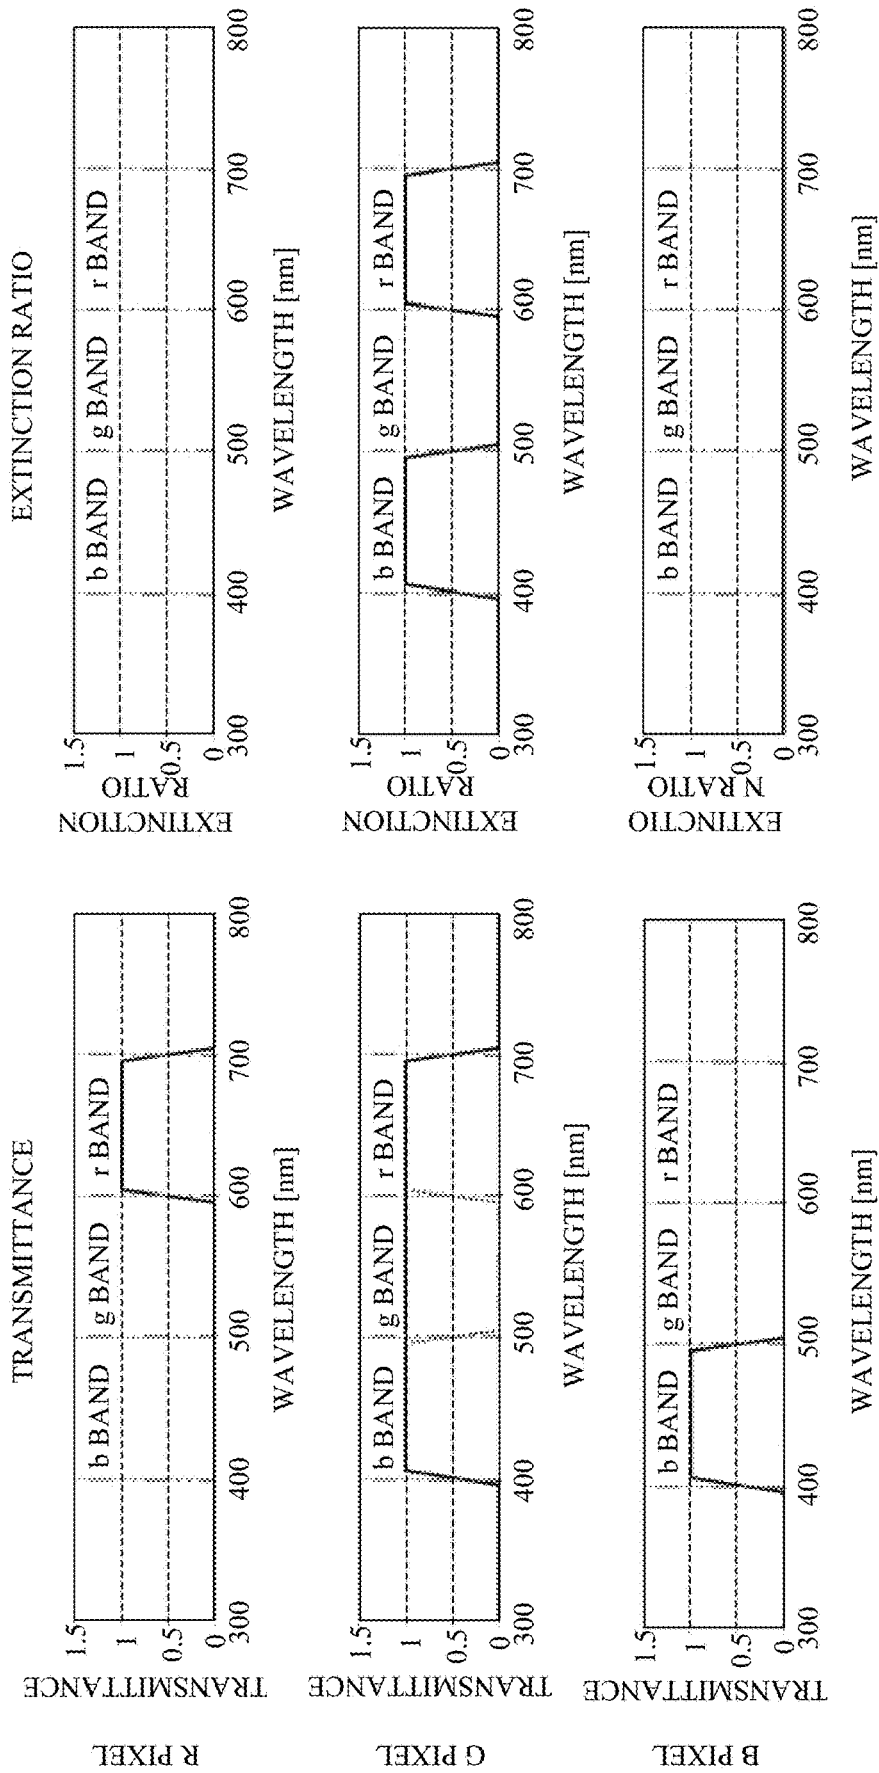 TRANSMITTANCE
EXTINCTION RATIO
R PIXEL
TRANSMITTANCE
1.5
1
0.5
0
b BAND g BAND r BAND
300 400 500 600 700 800
WAVELENGTH [nm]
EXTINCTION
RATIO
1.5
1
0.5
0
b BAND g BAND r BAND
300 400 500 600 700 800
WAVELENGTH [nm]
G PIXEL
TRANSMITTANCE
1.5
1
0.5
0
b BAND g BAND r BAND
300 400 500 600 700 800
WAVELENGTH [nm]
EXTINCTION
RATIO
1.5
1
0.5
0
b BAND g BAND r BAND
300 400 500 600 700 800
WAVELENGTH [nm]
B PIXEL
TRANSMITTANCE
1.5
1
0.5
0
b BAND g BAND r BAND
300 400 500 600 700 800
WAVELENGTH [nm]
EXTINCTIO
N RATIO
1.5
1
0.5
0
b BAND g BAND r BAND
300 400 500 600 700 800
WAVELENGTH [nm]